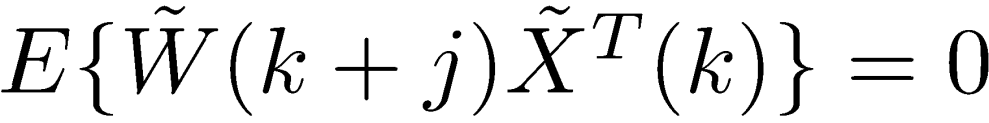 E{W̃(k + j)X̃ᵀ(k)} = 0